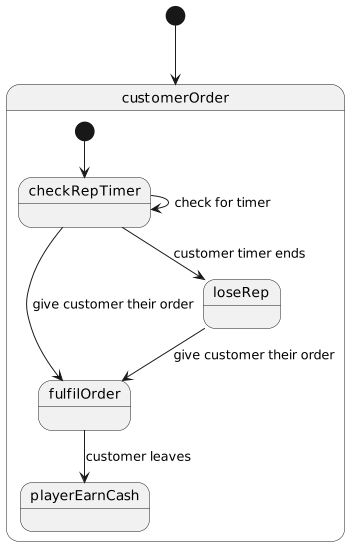 customerOrder
checkRepTimer
check for timer
customer timer ends
loseRep
give customer their order
give customer their order
fulfilOrder
customer leaves
playerEarnCash